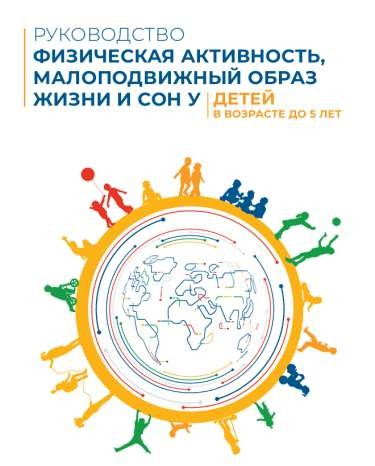 РУКОВОДСТВО
ФИЗИЧЕСКАЯ АКТИВНОСТЬ,
МАЛОПОДВИЖНЫЙ ОБРАЗ
ЖИЗНИ И СОН У ДЕТЕЙ
В ВОЗРАСТЕ ДО 5 ЛЕТ